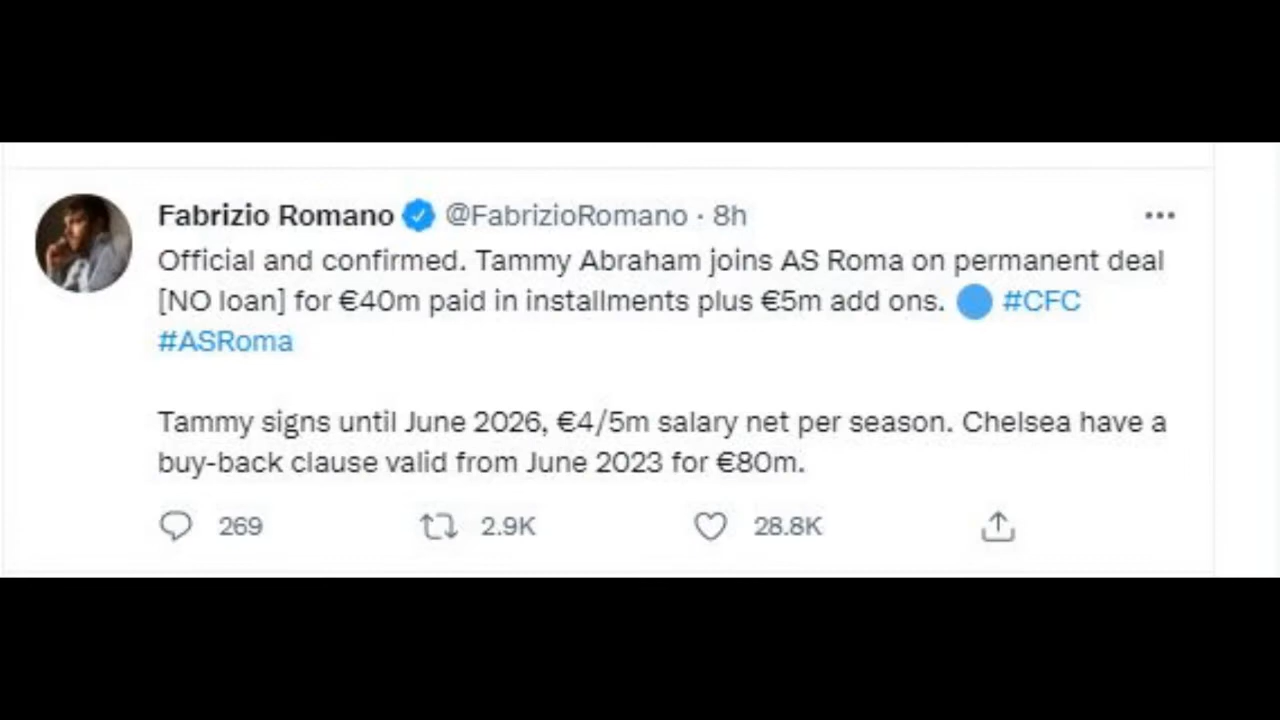 Fabrizio Romano @FabrizioRomano · 8h
Official and confirmed. Tammy Abraham joins AS Roma on permanent deal
[NO loan] for €40m paid in installments plus €5m add ons. 🔵 #CFC
#ASRoma
Tammy signs until June 2026, €4/5m salary net per season. Chelsea have a
buy-back clause valid from June 2023 for €80m.
269 2.9K 28.8K